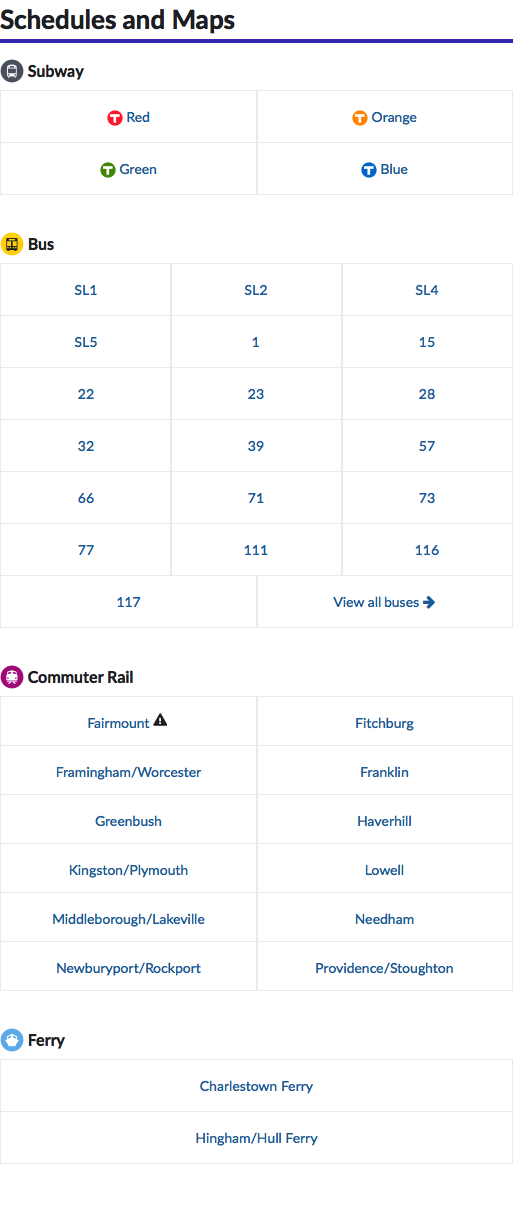 Schedules and Maps
Subway
T Red
T Orange
T Green
T Blue
Bus
SL1 SL2 SL4
SL5 1 15
22 23 28
32 39 57
66 71 73
77 111 116
117 View all buses
Commuter Rail
Fairmount Fitchburg
Framingham/Worcester Franklin
Greenbush Haverhill
Kingston/Plymouth Lowell
Middleborough/Lakeville Needham
Newburyport/Rockport Providence/Stoughton
Ferry
Charlestown Ferry
Hingham/Hull Ferry